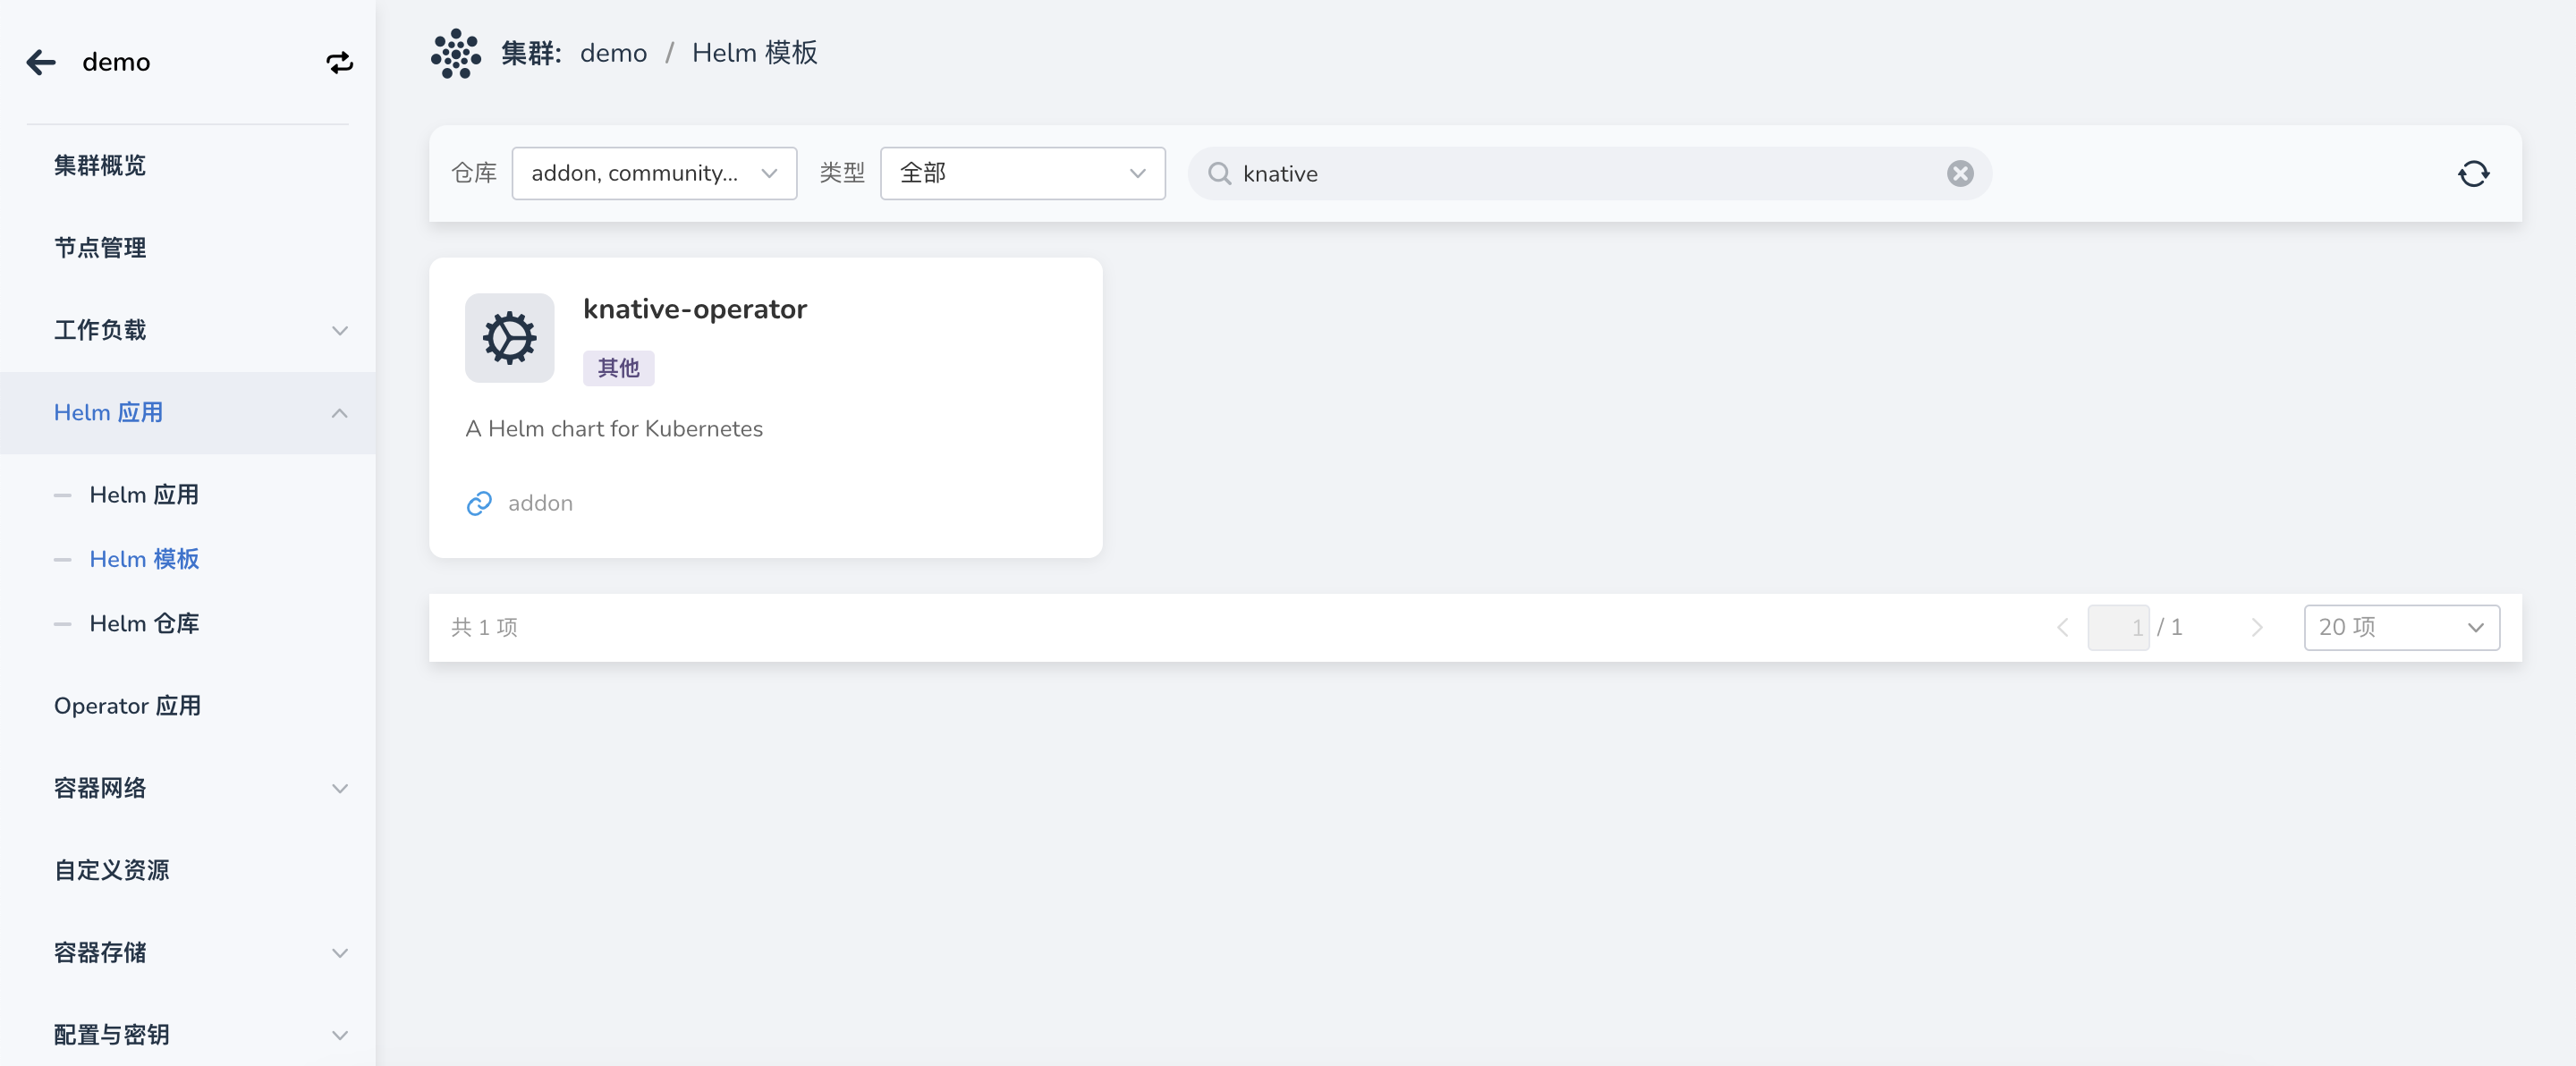 demo
集群概览
节点管理
工作负载
Helm 应用
Helm 应用
Helm 模板
Helm 仓库
Operator 应用
容器网络
自定义资源
容器存储
配置与密钥
集群: demo / Helm 模板
仓库 addon, community... 类型 全部 knative
knative-operator
其他
A Helm chart for Kubernetes
addon
共 1 项 1 / 1 20 项